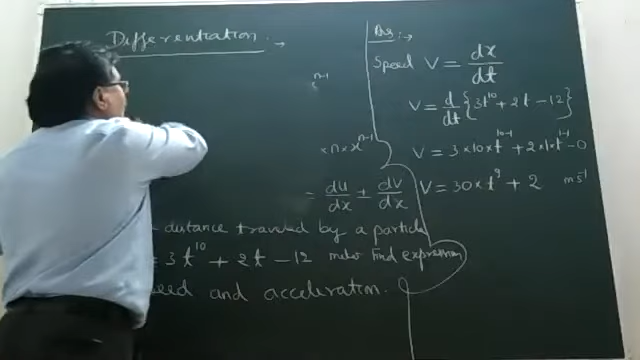 Differentiation. →
n-1
× n × x^n-1
= du/dx ± dv/dx
distance traveled by a particle
= 3t^10 + 2t - 12 meter Find expression
eed and acceleration.
Ans :→
Speed V = dx/dt
V = d/dt {3t^10 + 2t - 12}
V = 3 × 10 × t^10-1 + 2 × 1 × t^1-1 - 0
V = 30 × t^9 + 2 ms^-1